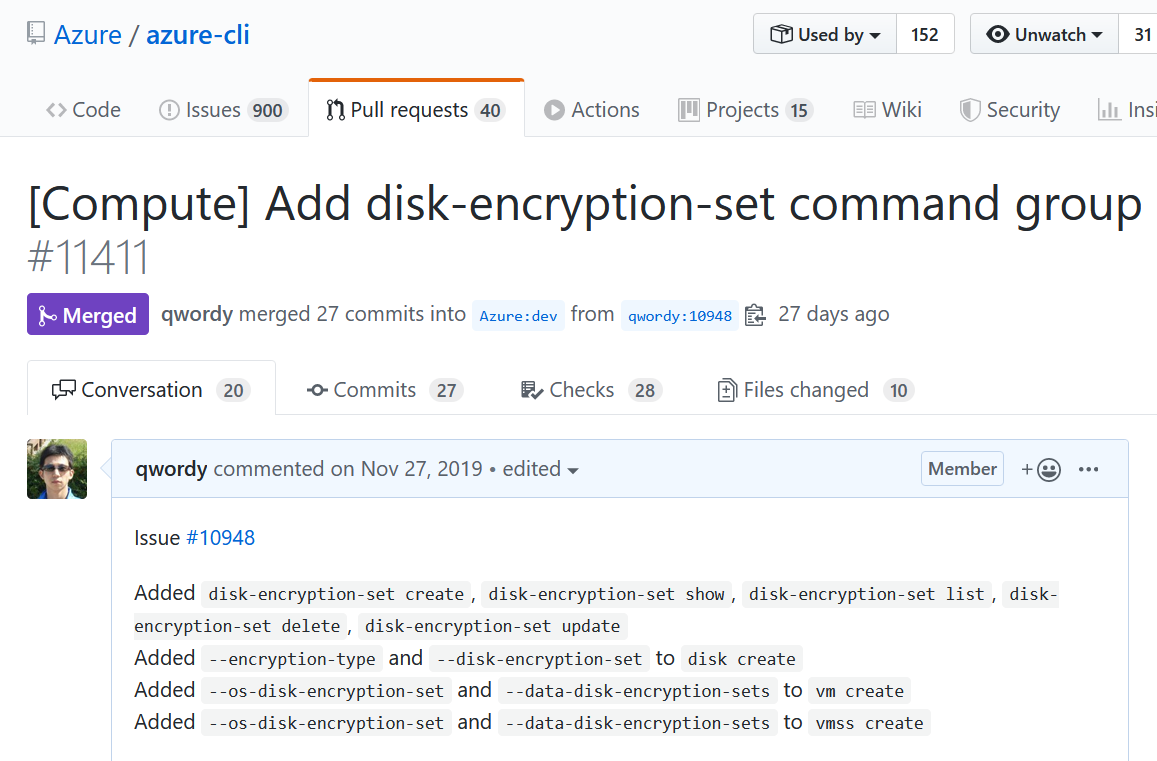 Azure / azure-cli
Used by 152 Unwatch 31
Code Issues 900 Pull requests 40 Actions Projects 15 Wiki Security Insi
[Compute] Add disk-encryption-set command group
#11411
Merged qwordy merged 27 commits into Azure:dev from qwordy:10948 27 days ago
Conversation 20 Commits 27 Checks 28 Files changed 10
qwordy commented on Nov 27, 2019 • edited Member + •••
Issue #10948
Added disk-encryption-set create, disk-encryption-set show, disk-encryption-set list, disk-
encryption-set delete, disk-encryption-set update
Added --encryption-type and --disk-encryption-set to disk create
Added --os-disk-encryption-set and --data-disk-encryption-sets to vm create
Added --os-disk-encryption-set and --data-disk-encryption-sets to vmss create